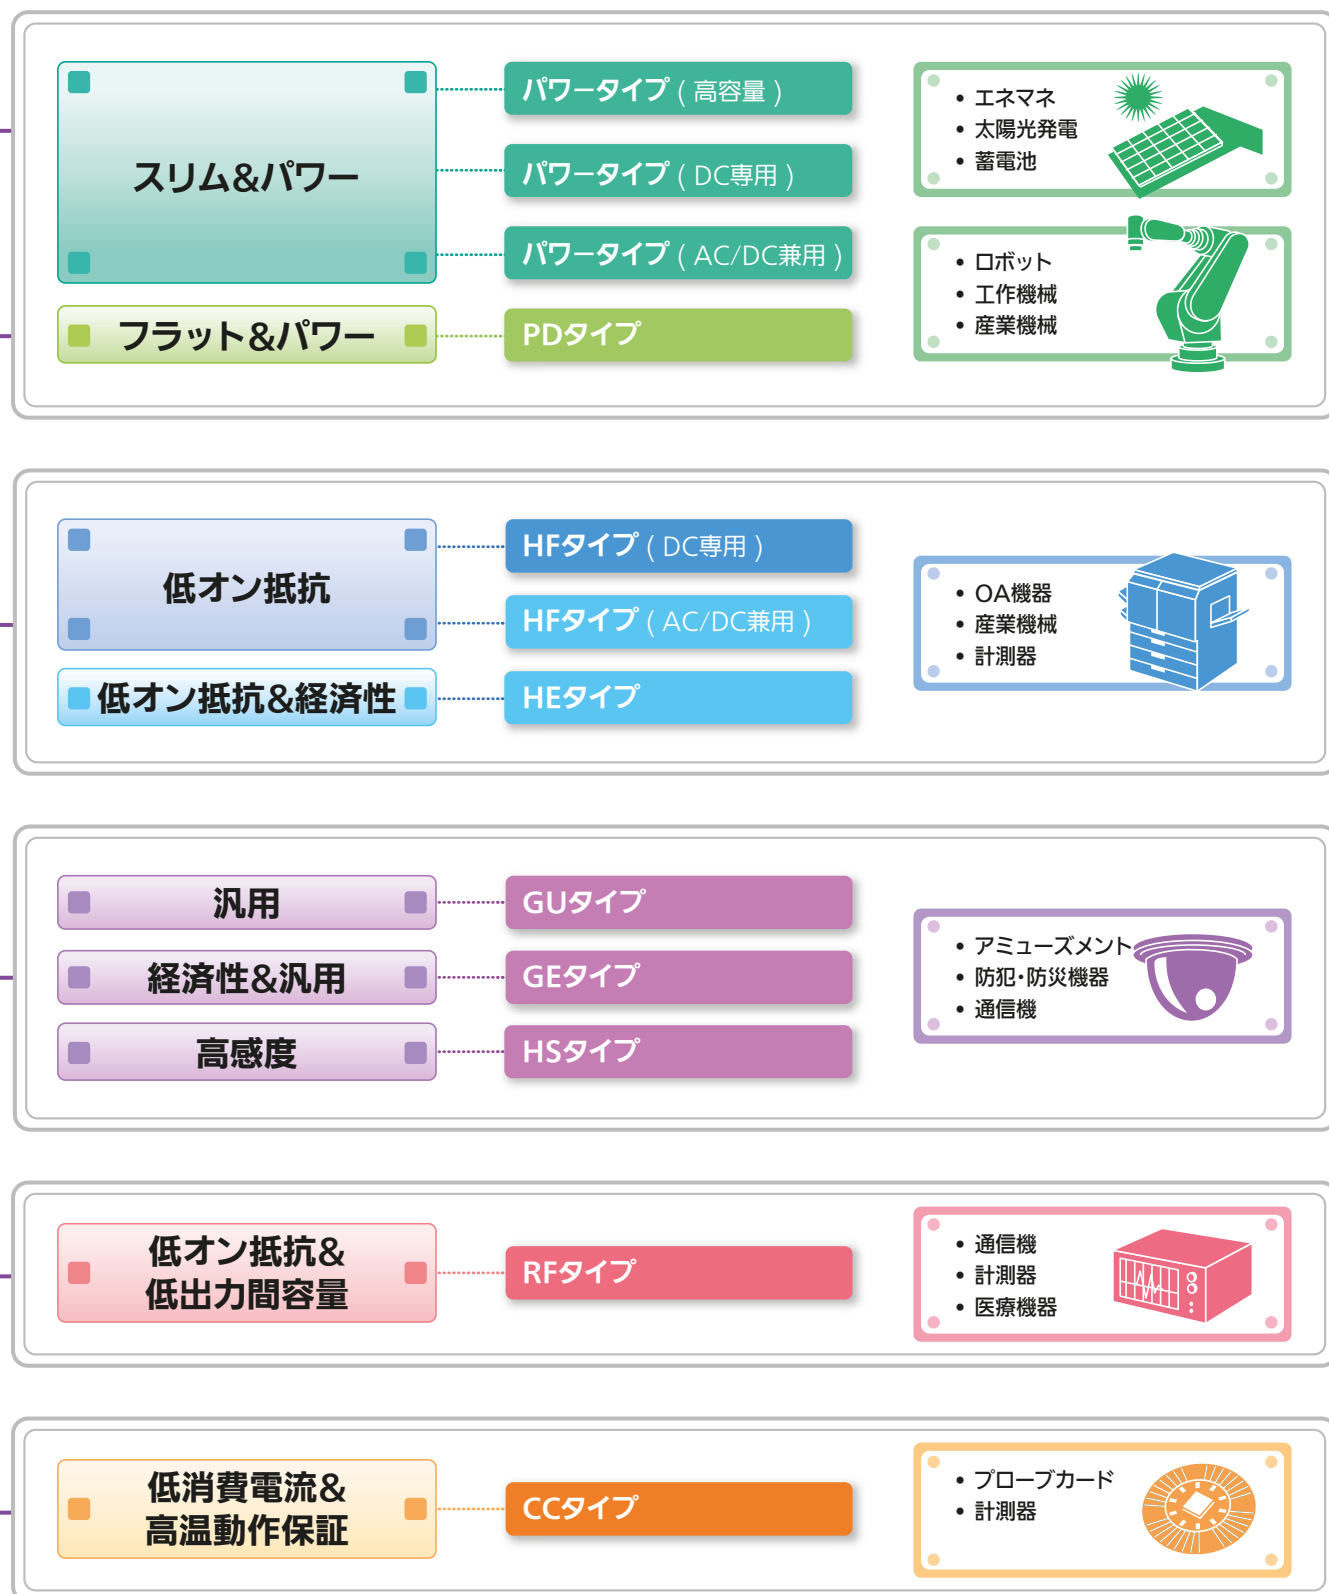 スリム&パワー
パワータイプ ( 高容量 )
パワータイプ ( DC専用 )
パワータイプ ( AC/DC兼用 )
フラット&パワー
PDタイプ
• エネマネ
• 太陽光発電
• 蓄電池
• ロボット
• 工作機械
• 産業機械
低オン抵抗
HFタイプ ( DC専用 )
HFタイプ ( AC/DC兼用 )
低オン抵抗&経済性
HEタイプ
• OA機器
• 産業機械
• 計測器
汎用
GUタイプ
経済性&汎用
GEタイプ
高感度
HSタイプ
• アミューズメント
• 防犯・防災機器
• 通信機
低オン抵抗&
低出力間容量
RFタイプ
• 通信機
• 計測器
• 医療機器
低消費電流&
高温動作保証
CCタイプ
• プローブカード
• 計測器